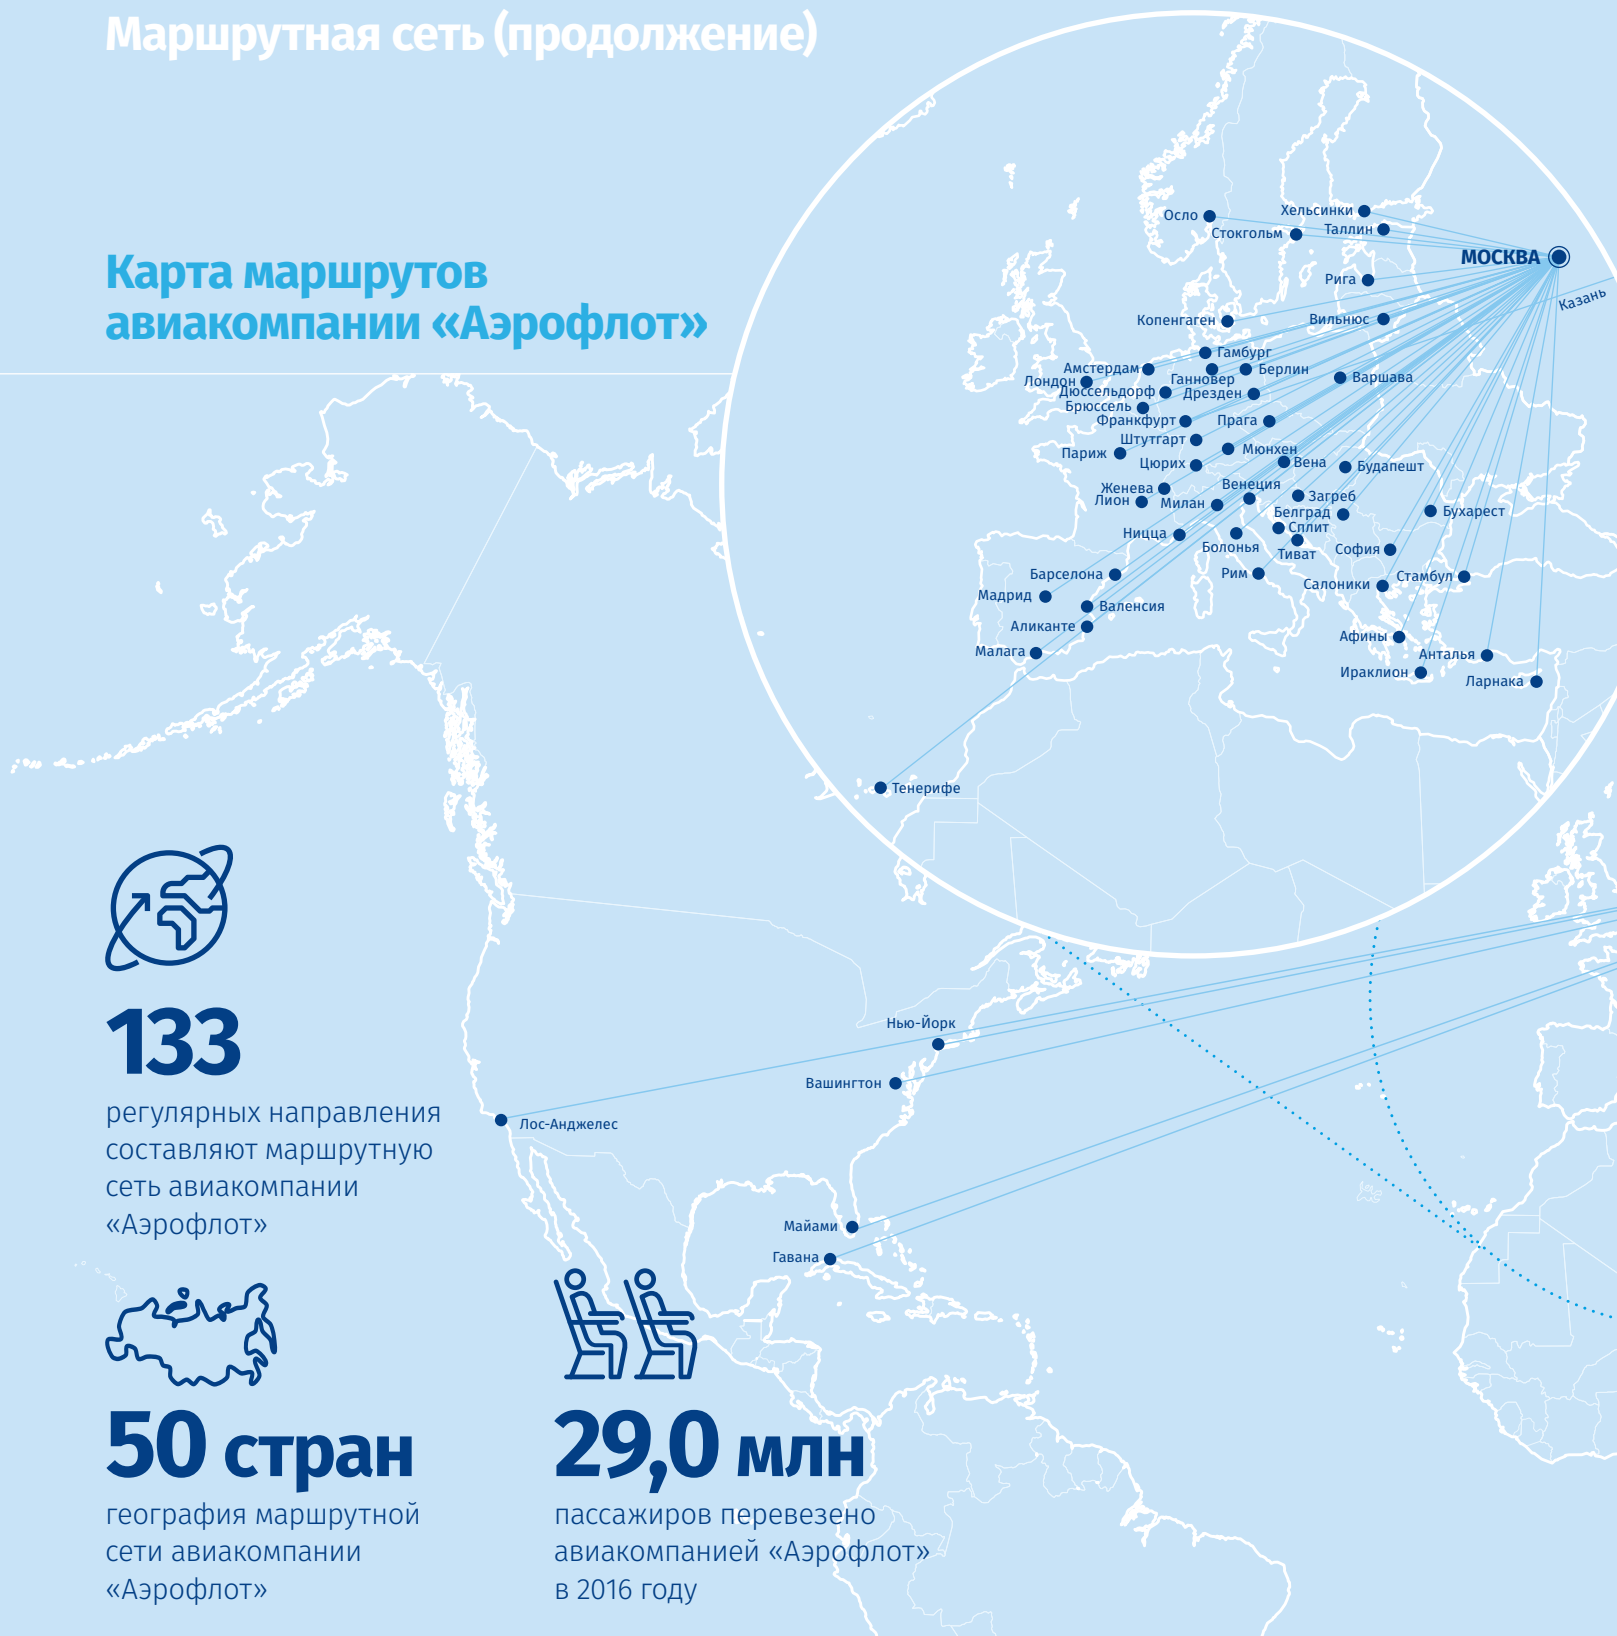 Маршрутная сеть (продолжение)
Карта маршрутов
авиакомпании «Аэрофлот»
Осло
Хельсинки
Стокгольм
Таллин
МОСКВА
Рига
Казань
Копенгаген
Вильнюс
Гамбург
Амстердам
Ганновер
Берлин
Лондон
Варшава
Дюссельдорф
Дрезден
Брюссель
Франкфурт
Прага
Штутгарт
Париж
Мюнхен
Цюрих
Вена
Будапешт
Женева
Венеция
Лион
Милан
Загреб
Белград
Бухарест
Сплит
Ницца
Болонья
Тиват
София
Барселона
Рим
Салоники
Стамбул
Мадрид
Валенсия
Аликанте
Афины
Малага
Анталья
Ираклион
Ларнака
Тенерифе
133
регулярных направления
составляют маршрутную
сеть авиакомпании
«Аэрофлот»
Нью-Йорк
Вашингтон
Лос-Анджелес
Майами
Гавана
50 стран
география маршрутной
сети авиакомпании
«Аэрофлот»
29,0 млн
пассажиров перевезено
авиакомпанией «Аэрофлот»
в 2016 году